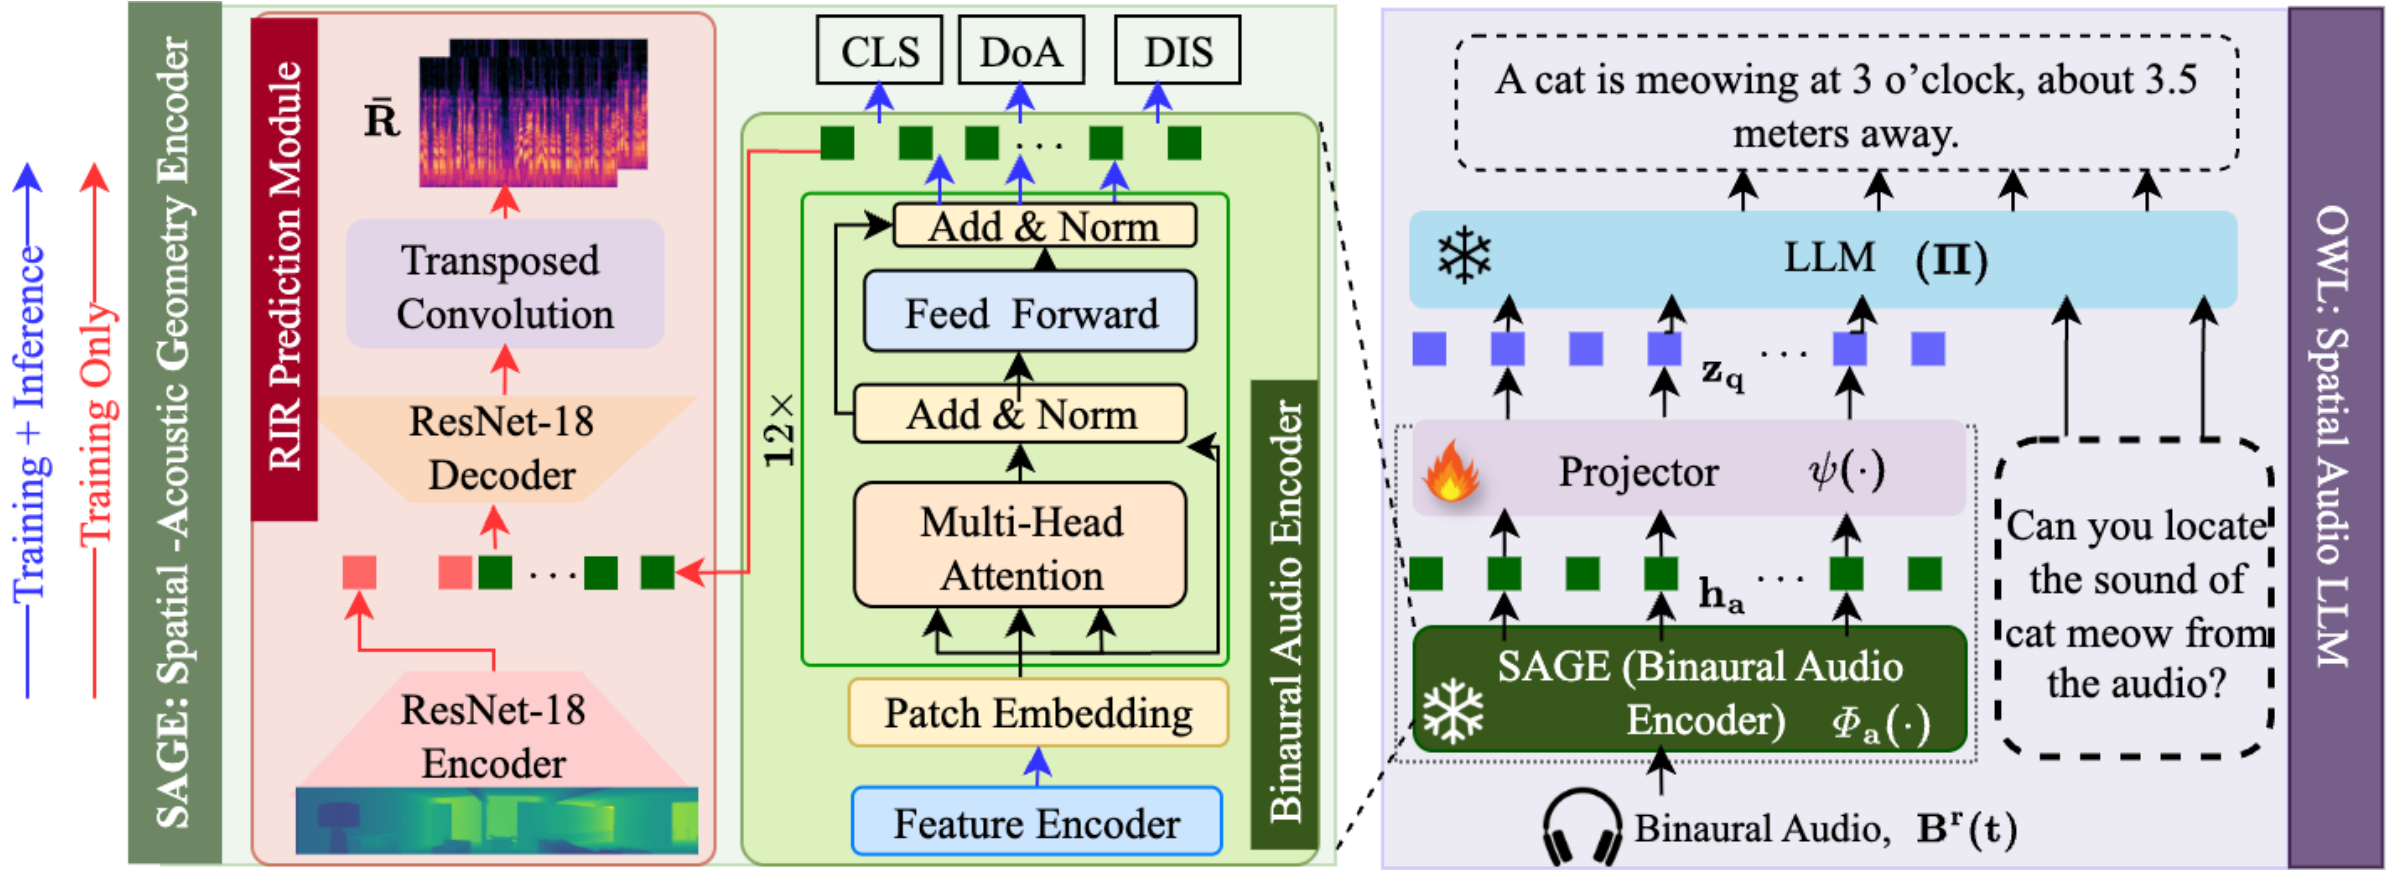 Training + Inference
Training Only
SAGE: Spatial -Acoustic Geometry Encoder
RIR Prediction Module
R̄
Transposed
Convolution
ResNet-18
Decoder
. . .
ResNet-18
Encoder
CLS
DoA
DIS
. . .
Add & Norm
Feed Forward
Add & Norm
Multi-Head
Attention
12×
Patch Embedding
Feature Encoder
Binaural Audio Encoder
A cat is meowing at 3 o’clock, about 3.5
meters away.
LLM (Π)
z_q . . .
Projector ψ(·)
h_a . . .
SAGE (Binaural Audio
Encoder) Φ_a(·)
Binaural Audio, B^r(t)
Can you locate
the sound of
cat meow from
the audio?
OWL: Spatial Audio LLM